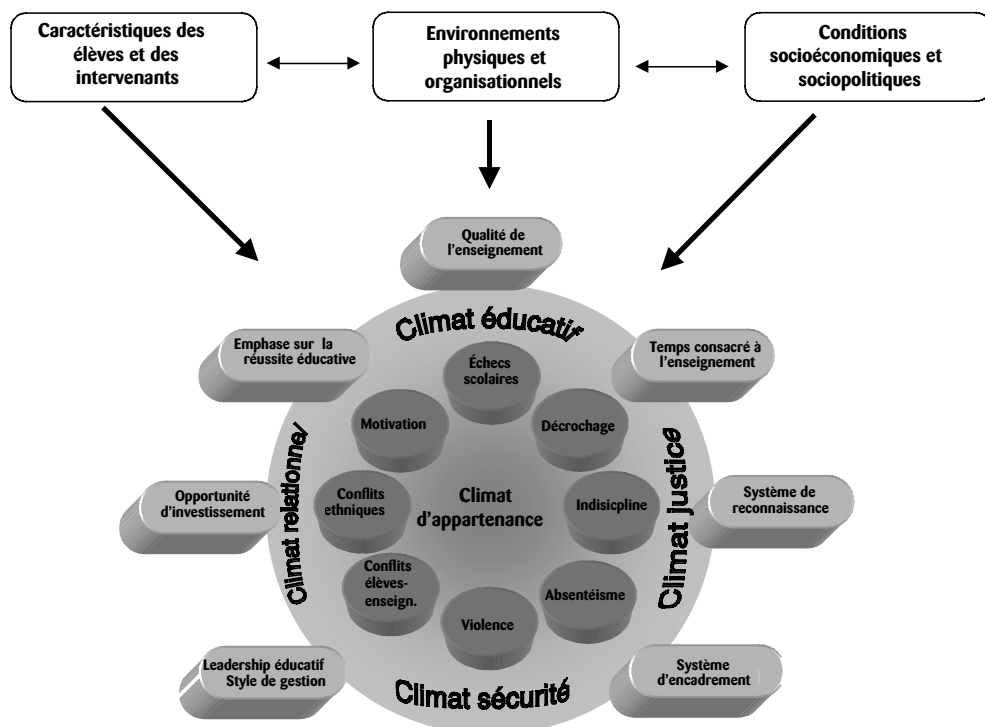 Caractéristiques des
élèves et des
intervenants
Environnements
physiques et
organisationnels
Conditions
socioéconomiques et
sociopolitiques
Qualité de
l'enseignement
Emphase sur la
réussite éducative
Temps consacré à
l'enseignement
Climat éducatif
Échecs
scolaires
Motivation
Décrochage
Climat relationnel
Opportunité
d'investissement
Conflits
ethniques
Climat
d'appartenance
Indisicpline
Climat justice
Système de
reconnaissance
Conflits
élèves-
enseign.
Violence
Absentéisme
Leadership éducatif
Style de gestion
Climat sécurité
Système
d'encadrement